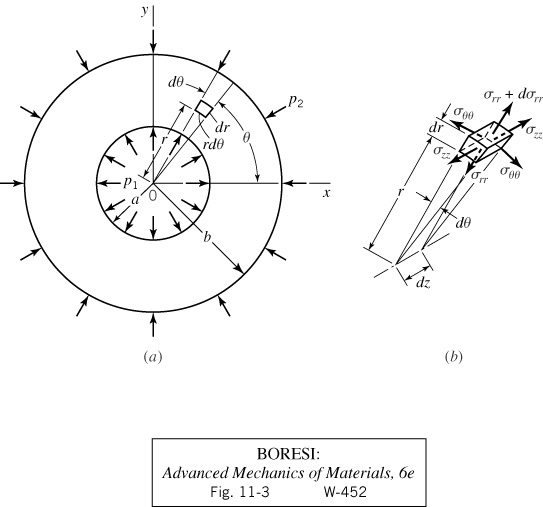 y
dθ
p₂
r
dr
rdθ
θ
p₁
0
x
a
b
(a)
σrr + dσrr
σθθ
dr
σzz
σzz
σrr
σθθ
r
dθ
dz
(b)
BORESI:
Advanced Mechanics of Materials, 6e
Fig. 11-3 W-452